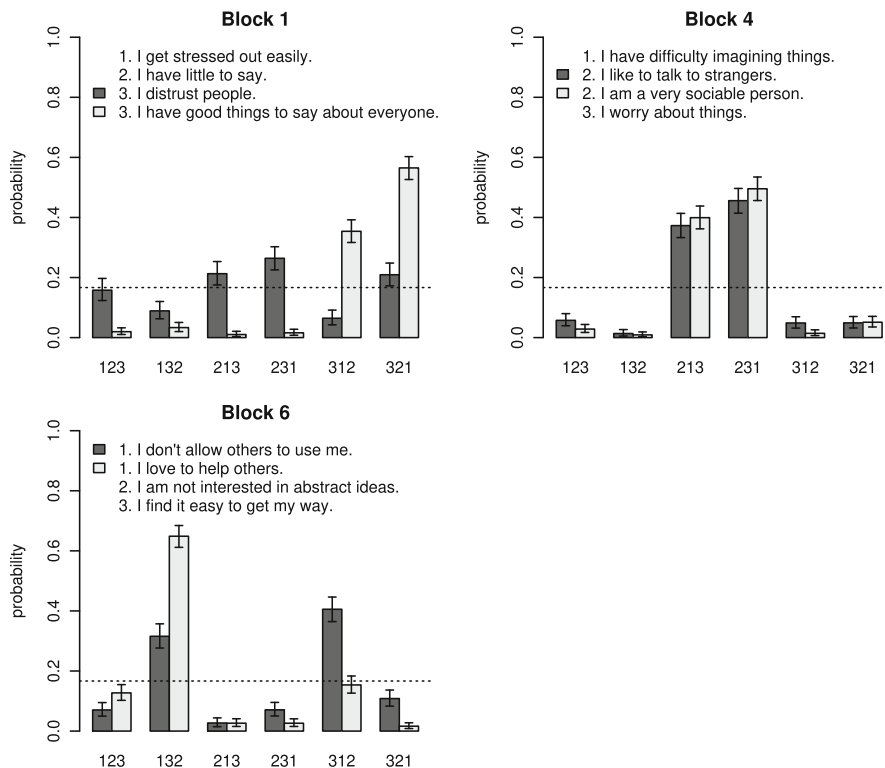 Block 1
1. I get stressed out easily.
2. I have little to say.
3. I distrust people.
3. I have good things to say about everyone.
probability
0.0 0.2 0.4 0.6 0.8 1.0
123 132 213 231 312 321
Block 4
1. I have difficulty imagining things.
2. I like to talk to strangers.
2. I am a very sociable person.
3. I worry about things.
probability
0.0 0.2 0.4 0.6 0.8 1.0
123 132 213 231 312 321
Block 6
1. I don't allow others to use me.
1. I love to help others.
2. I am not interested in abstract ideas.
3. I find it easy to get my way.
probability
0.0 0.2 0.4 0.6 0.8 1.0
123 132 213 231 312 321